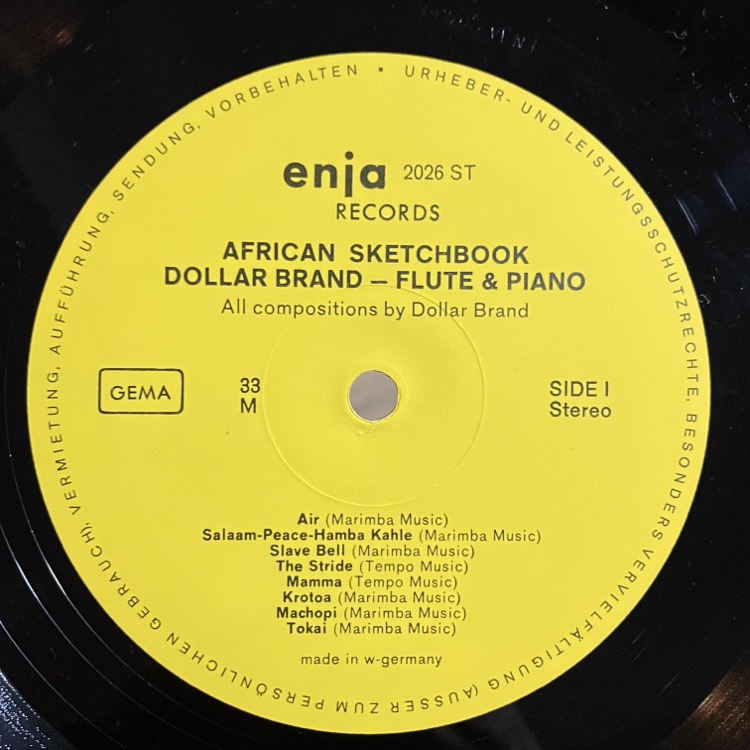 URHEBER- UND LEISTUNGSSCHUTZRECHTE, BESONDERS VERVIELFÄLTIGUNG (AUSSER ZUM PERSÖNLICHEN GEBRAUCH), VERMIETUNG, AUFFÜHRUNG, SENDUNG, VORBEHALTEN •
enja 2026 ST
RECORDS
AFRICAN SKETCHBOOK
DOLLAR BRAND – FLUTE & PIANO
All compositions by Dollar Brand
GEMA
33
M
SIDE I
Stereo
Air (Marimba Music)
Salaam-Peace-Hamba Kahle (Marimba Music)
Slave Bell (Marimba Music)
The Stride (Tempo Music)
Mamma (Tempo Music)
Krotoa (Marimba Music)
Machopi (Marimba Music)
Tokai (Marimba Music)
made in w-germany